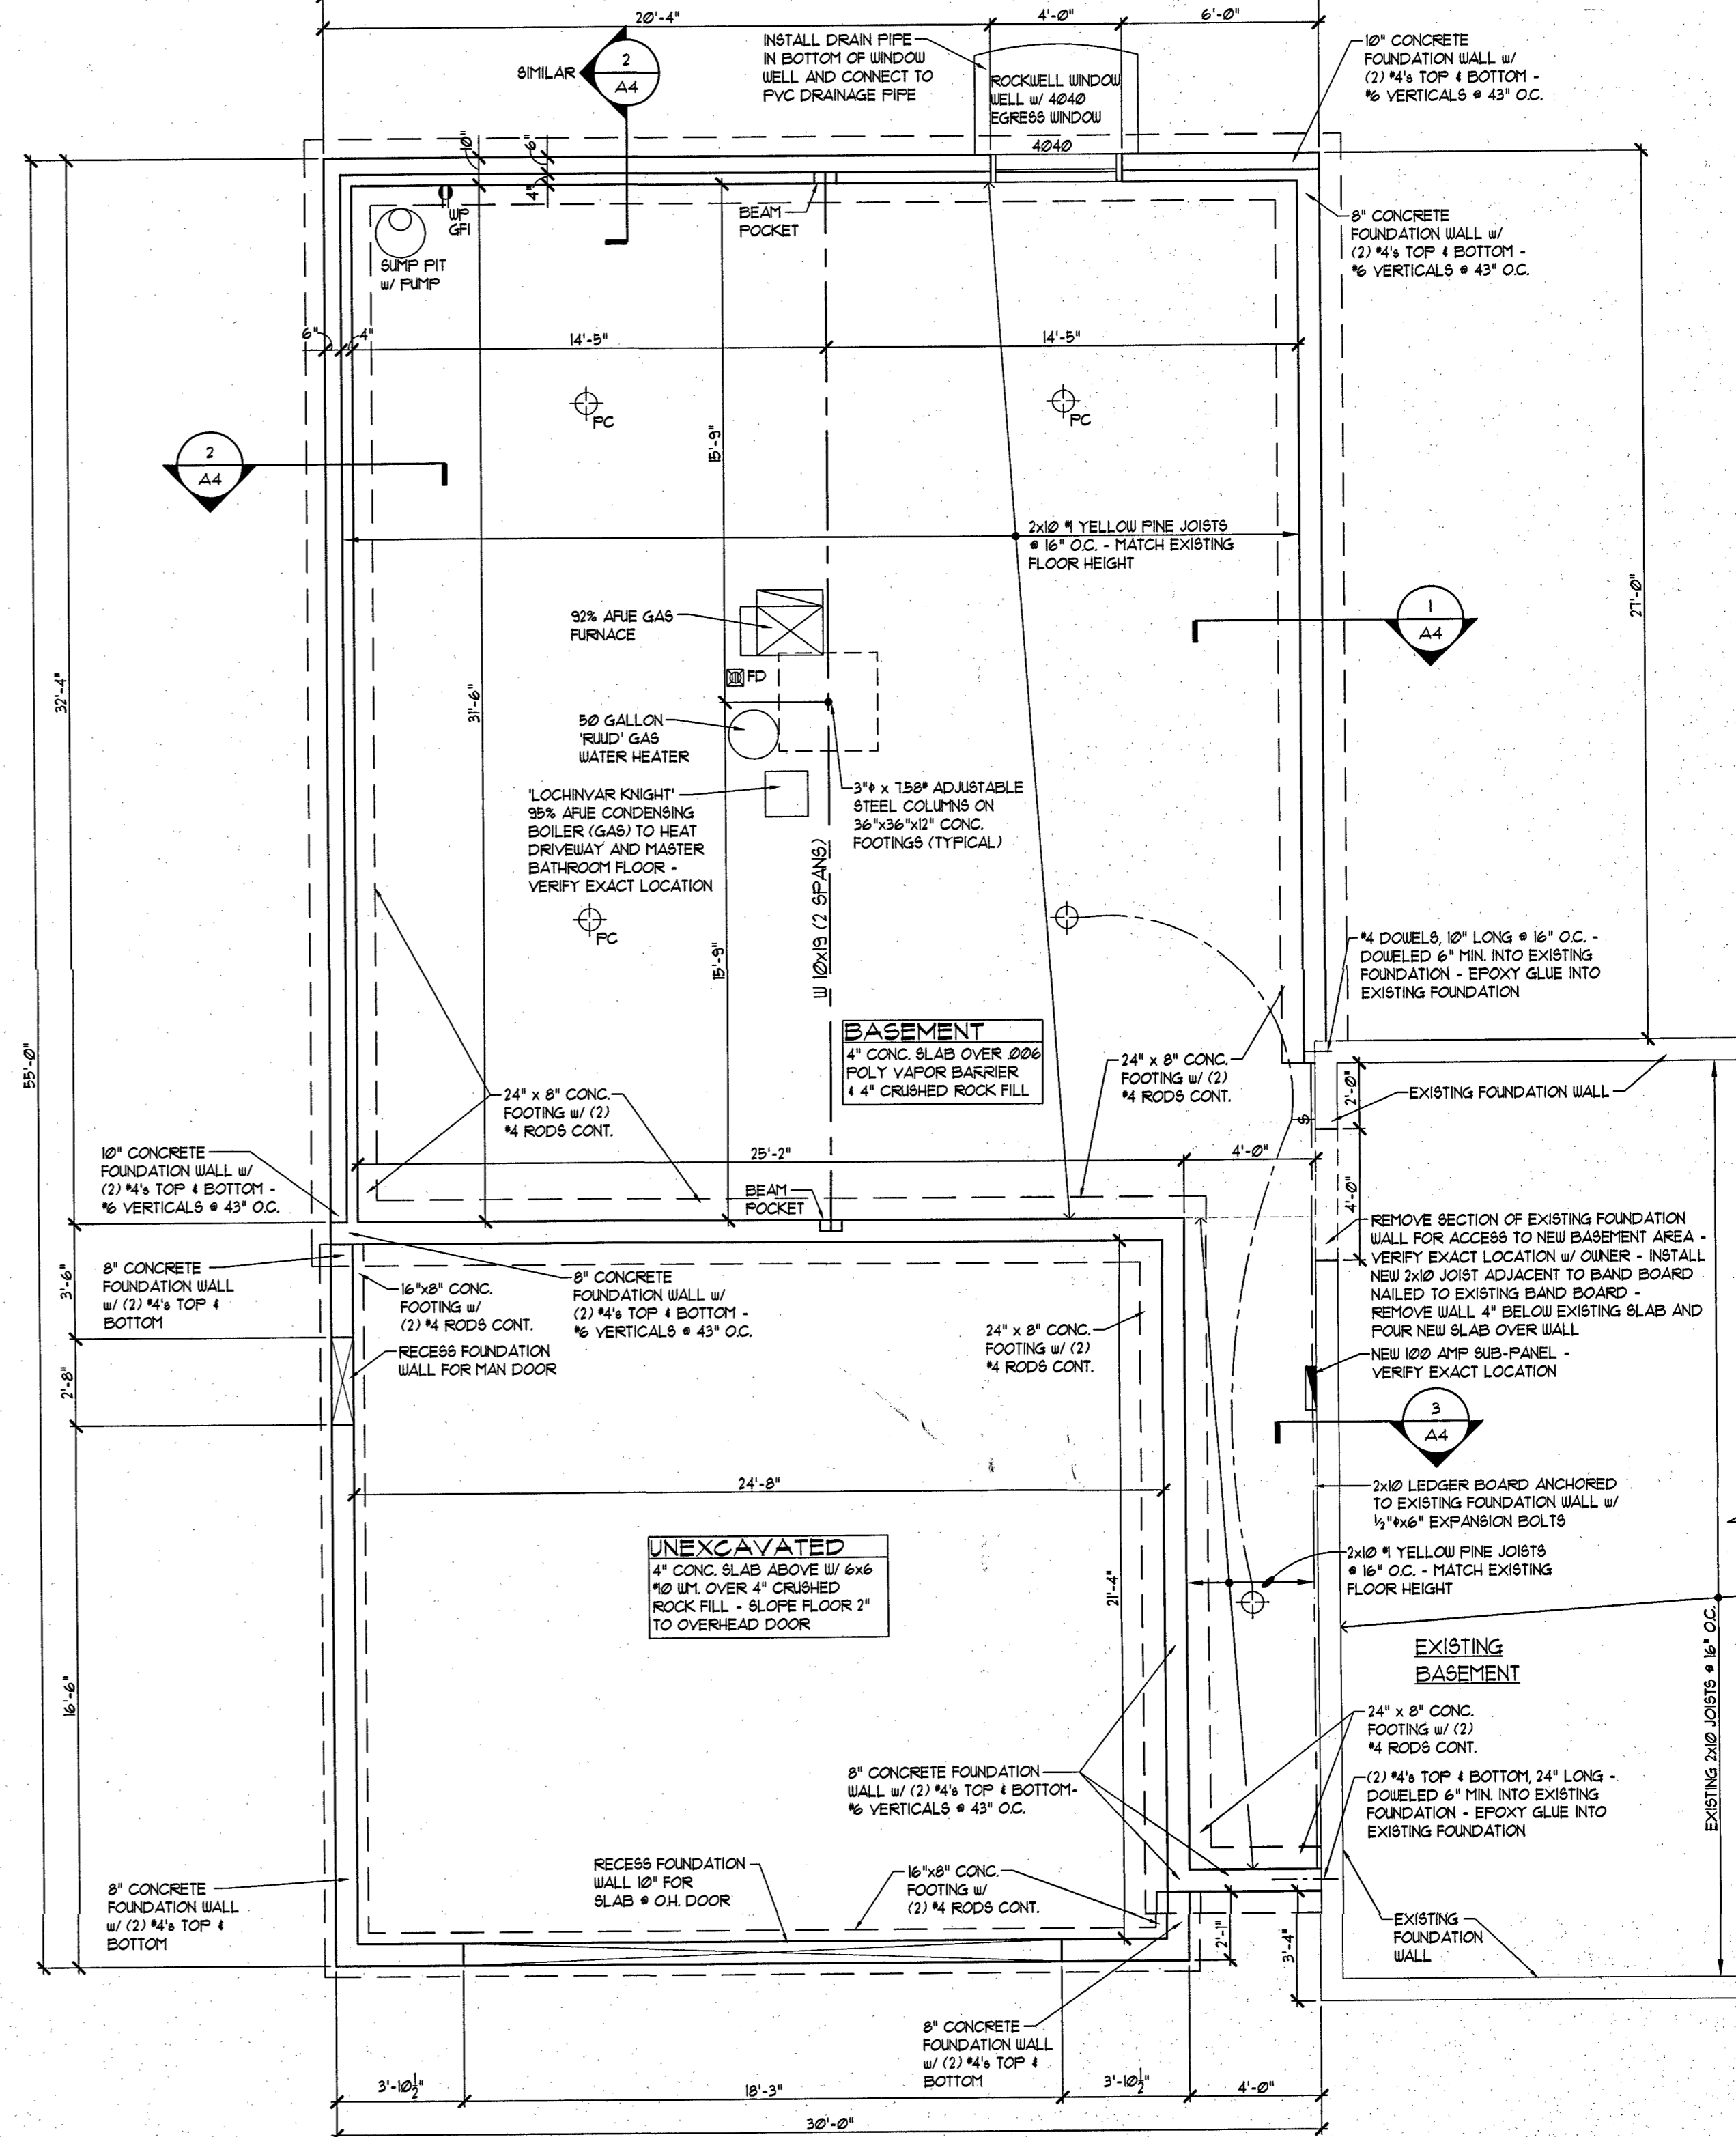 20'-4"
4'-0"
6'-0"
SIMILAR
2
A4
INSTALL DRAIN PIPE
IN BOTTOM OF WINDOW
WELL AND CONNECT TO
PVC DRAINAGE PIPE
ROCKWELL WINDOW
WELL w/ 4040
EGRESS WINDOW
4040
10" CONCRETE
FOUNDATION WALL w/
(2) #4's TOP & BOTTOM -
#6 VERTICALS @ 43" O.C.
10"
6"
4"
WP
GFI
SUMP PIT
w/ PUMP
BEAM
POCKET
8" CONCRETE
FOUNDATION WALL w/
(2) #4's TOP & BOTTOM -
#6 VERTICALS @ 43" O.C.
6"
4"
14'-5"
14'-5"
PC
PC
15'-9"
2
A4
2x10 #1 YELLOW PINE JOISTS
@ 16" O.C. - MATCH EXISTING
FLOOR HEIGHT
27'-0"
1
A4
92% AFUE GAS
FURNACE
FD
32'-4"
31'-6"
50 GALLON
'RUUD' GAS
WATER HEATER
'LOCHINVAR KNIGHT'
95% AFUE CONDENSING
BOILER (GAS) TO HEAT
DRIVEWAY AND MASTER
BATHROOM FLOOR -
VERIFY EXACT LOCATION
3"ϕ x 7.58# ADJUSTABLE
STEEL COLUMNS ON
36"x36"x12" CONC.
FOOTINGS (TYPICAL)
W 10x19 (2 SPANS)
PC
15'-9"
#4 DOWELS, 10" LONG @ 16" O.C. -
DOWELED 6" MIN. INTO EXISTING
FOUNDATION - EPOXY GLUE INTO
EXISTING FOUNDATION
55'-0"
BASEMENT
4" CONC. SLAB OVER .006
POLY VAPOR BARRIER
& 4" CRUSHED ROCK FILL
24" x 8" CONC.
FOOTING w/ (2)
#4 RODS CONT.
24" x 8" CONC.
FOOTING w/ (2)
#4 RODS CONT.
2'-0"
EXISTING FOUNDATION WALL
$
10" CONCRETE
FOUNDATION WALL w/
(2) #4's TOP & BOTTOM -
#6 VERTICALS @ 43" O.C.
25'-2"
4'-0"
4'-0"
BEAM
POCKET
REMOVE SECTION OF EXISTING FOUNDATION
WALL FOR ACCESS TO NEW BASEMENT AREA -
VERIFY EXACT LOCATION w/ OWNER - INSTALL
NEW 2x10 JOIST ADJACENT TO BAND BOARD
NAILED TO EXISTING BAND BOARD -
REMOVE WALL 4" BELOW EXISTING SLAB AND
POUR NEW SLAB OVER WALL
3'-6"
8" CONCRETE
FOUNDATION WALL
w/ (2) #4's TOP &
BOTTOM
16"x8" CONC.
FOOTING w/
(2) #4 RODS CONT.
8" CONCRETE
FOUNDATION WALL w/
(2) #4's TOP & BOTTOM -
#6 VERTICALS @ 43" O.C.
24" x 8" CONC.
FOOTING w/ (2)
#4 RODS CONT.
RECESS FOUNDATION
WALL FOR MAN DOOR
2'-8"
NEW 100 AMP SUB-PANEL -
VERIFY EXACT LOCATION
3
A4
24'-8"
2x10 LEDGER BOARD ANCHORED
TO EXISTING FOUNDATION WALL w/
½"ϕx6" EXPANSION BOLTS
UNEXCAVATED
4" CONC. SLAB ABOVE W/ 6x6
#10 WM. OVER 4" CRUSHED
ROCK FILL - SLOPE FLOOR 2"
TO OVERHEAD DOOR
21'-4"
2x10 #1 YELLOW PINE JOISTS
@ 16" O.C. - MATCH EXISTING
FLOOR HEIGHT
EXISTING
BASEMENT
EXISTING 2x10 JOISTS @ 16" O.C.
16'-6"
24" x 8" CONC.
FOOTING w/ (2)
#4 RODS CONT.
8" CONCRETE FOUNDATION
WALL w/ (2) #4's TOP & BOTTOM-
#6 VERTICALS @ 43" O.C.
(2) #4's TOP & BOTTOM, 24" LONG -
DOWELED 6" MIN. INTO EXISTING
FOUNDATION - EPOXY GLUE INTO
EXISTING FOUNDATION
RECESS FOUNDATION
WALL 10" FOR
SLAB @ O.H. DOOR
16"x8" CONC.
FOOTING w/
(2) #4 RODS CONT.
8" CONCRETE
FOUNDATION WALL
w/ (2) #4's TOP &
BOTTOM
2'-1"
3'-4"
EXISTING
FOUNDATION
WALL
8" CONCRETE
FOUNDATION WALL
w/ (2) #4's TOP &
BOTTOM
3'-10½"
18'-3"
3'-10½"
4'-0"
30'-0"